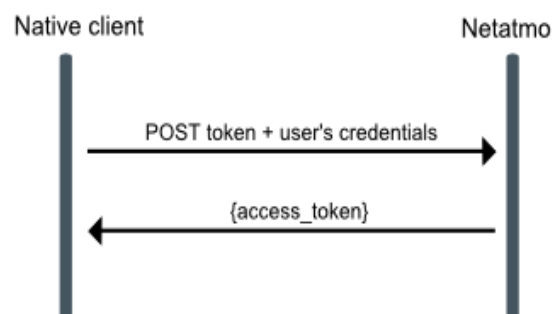 Native client
Netatmo
POST token + user's credentials
{access_token}